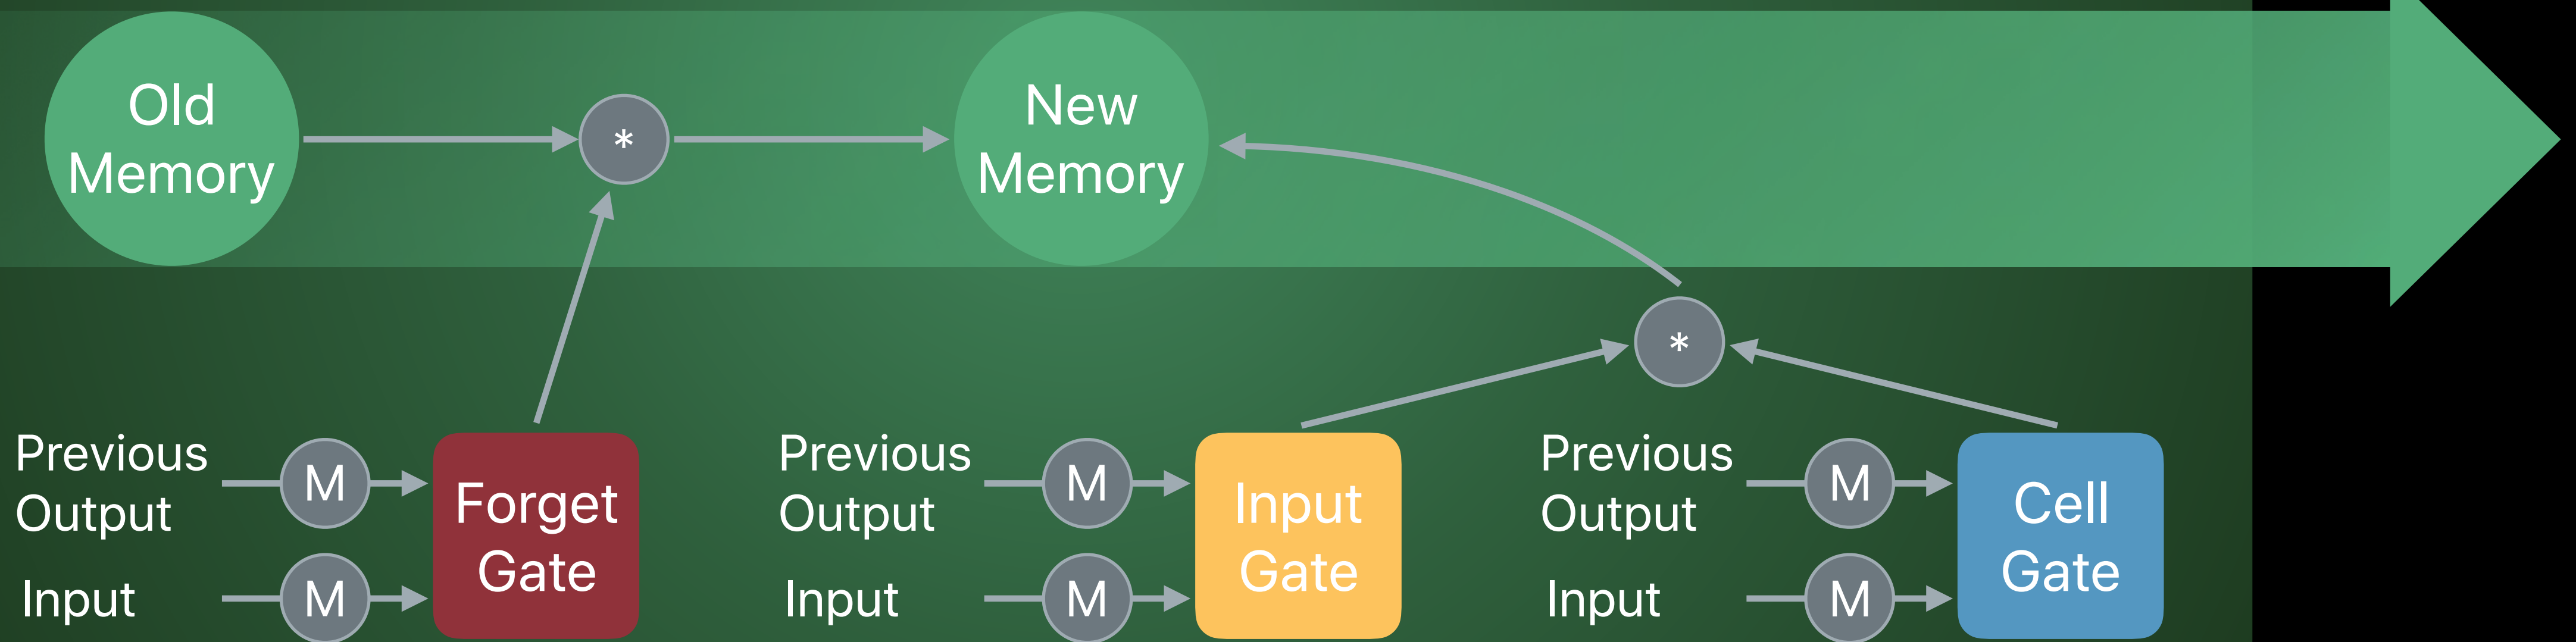 Old
Memory
*
New
Memory
*
Previous
Output
M
Forget
Gate
Input
M
Previous
Output
M
Input
Gate
Input
M
Previous
Output
M
Cell
Gate
Input
M